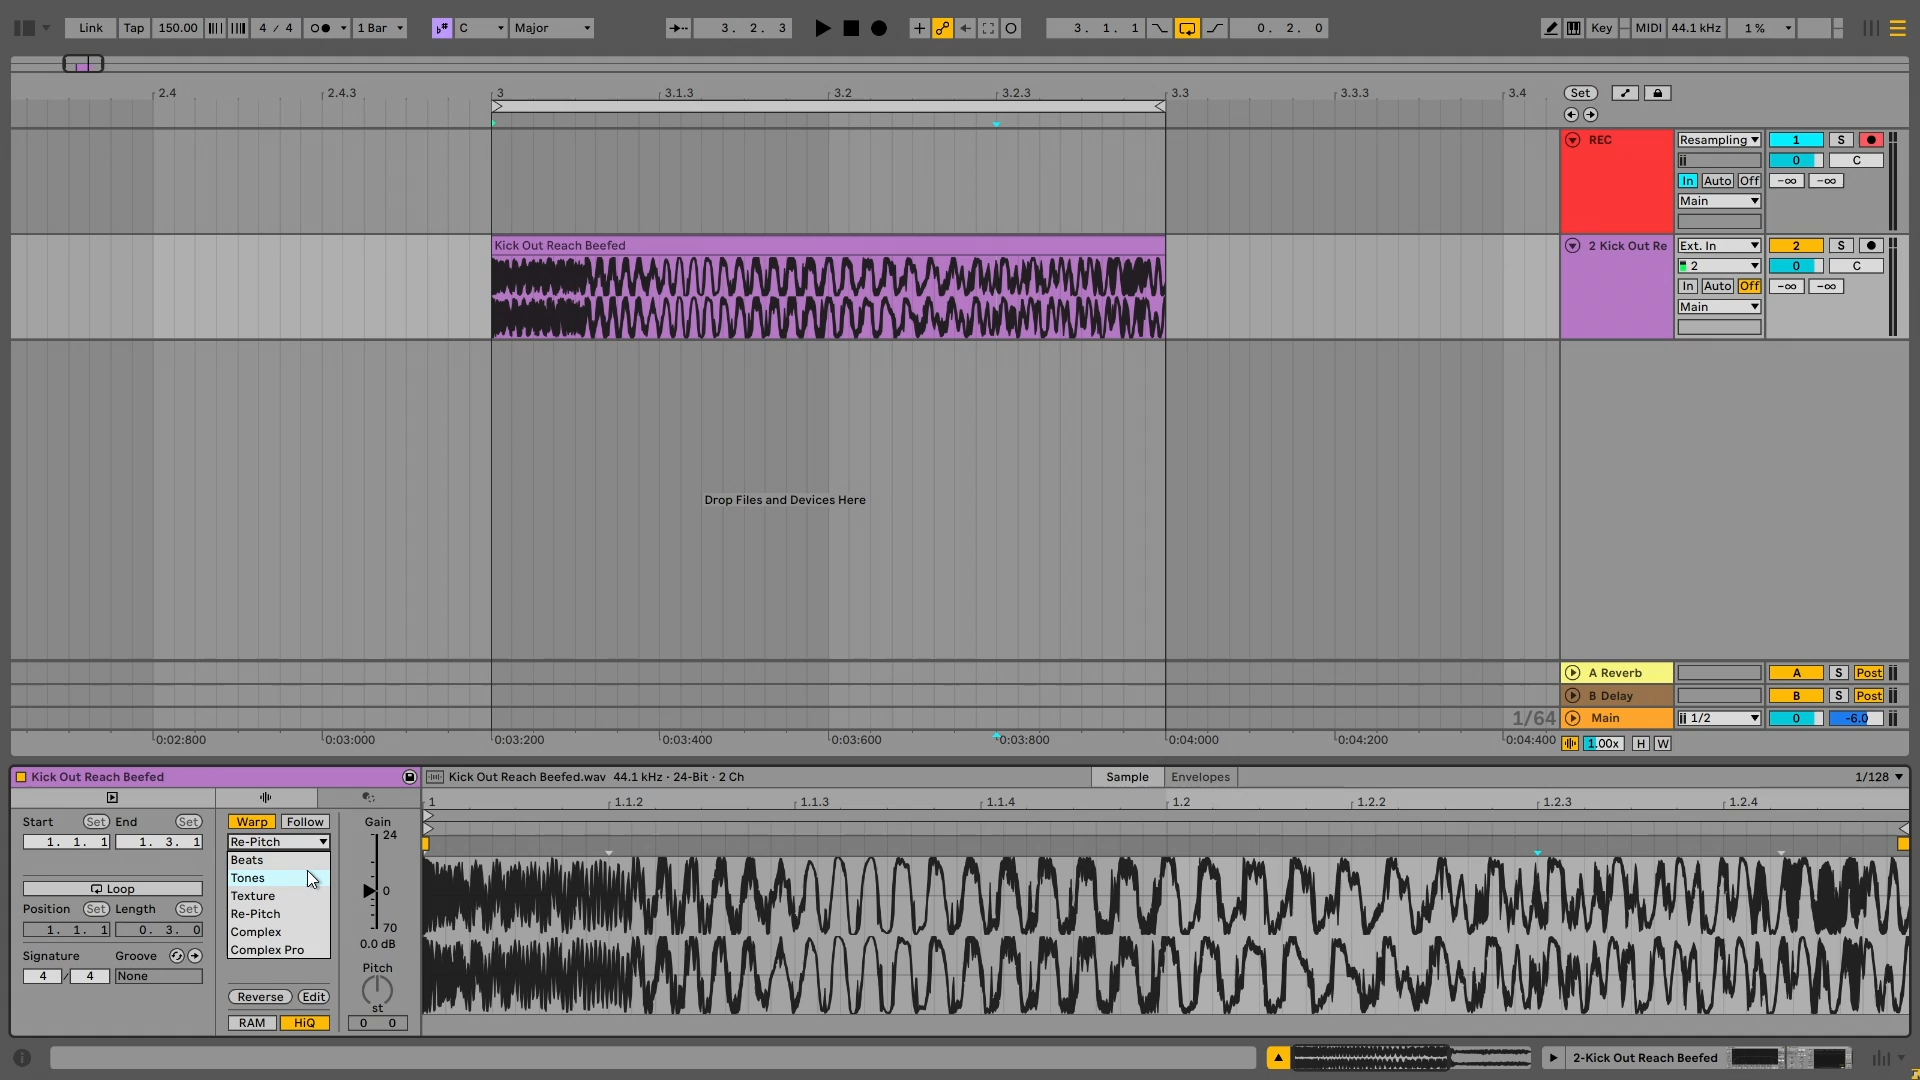 Link Tap 150.00 4 / 4 1 Bar C Major 3. 2. 3 3. 1. 1 0. 2. 0 Key MIDI 44.1 kHz 1 %
2.4 2.4.3 3 3.1.3 3.2 3.2.3 3.3 3.3.3 3.4 Set
REC Resampling 1 S
0 C
In Auto Off -∞ -∞
Main
Kick Out Reach Beefed 2 Kick Out Re Ext. In 2 S
2 0 C
In Auto Off -∞ -∞
Main
Drop Files and Devices Here
A Reverb A S Post
B Delay B S Post
1/64 Main 1/2 0 -6.0
0:02:800 0:03:000 0:03:200 0:03:400 0:03:600 0:03:800 0:04:000 0:04:200 0:04:400 1.00x H W
Kick Out Reach Beefed Kick Out Reach Beefed.wav 44.1 kHz · 24-Bit · 2 Ch Sample Envelopes 1/128
1 1.1.2 1.1.3 1.1.4 1.2 1.2.2 1.2.3 1.2.4
Start Set End Set Warp Follow Gain
1. 1. 1 1. 3. 1 Re-Pitch 24
Beats
Tones
Loop 0
Texture
Position Set Length Set Re-Pitch
1. 1. 1 0. 3. 0 Complex 70
Complex Pro 0.0 dB
Signature Groove
4 / 4 None Pitch
Reverse Edit st
RAM HiQ 0 0
2-Kick Out Reach Beefed